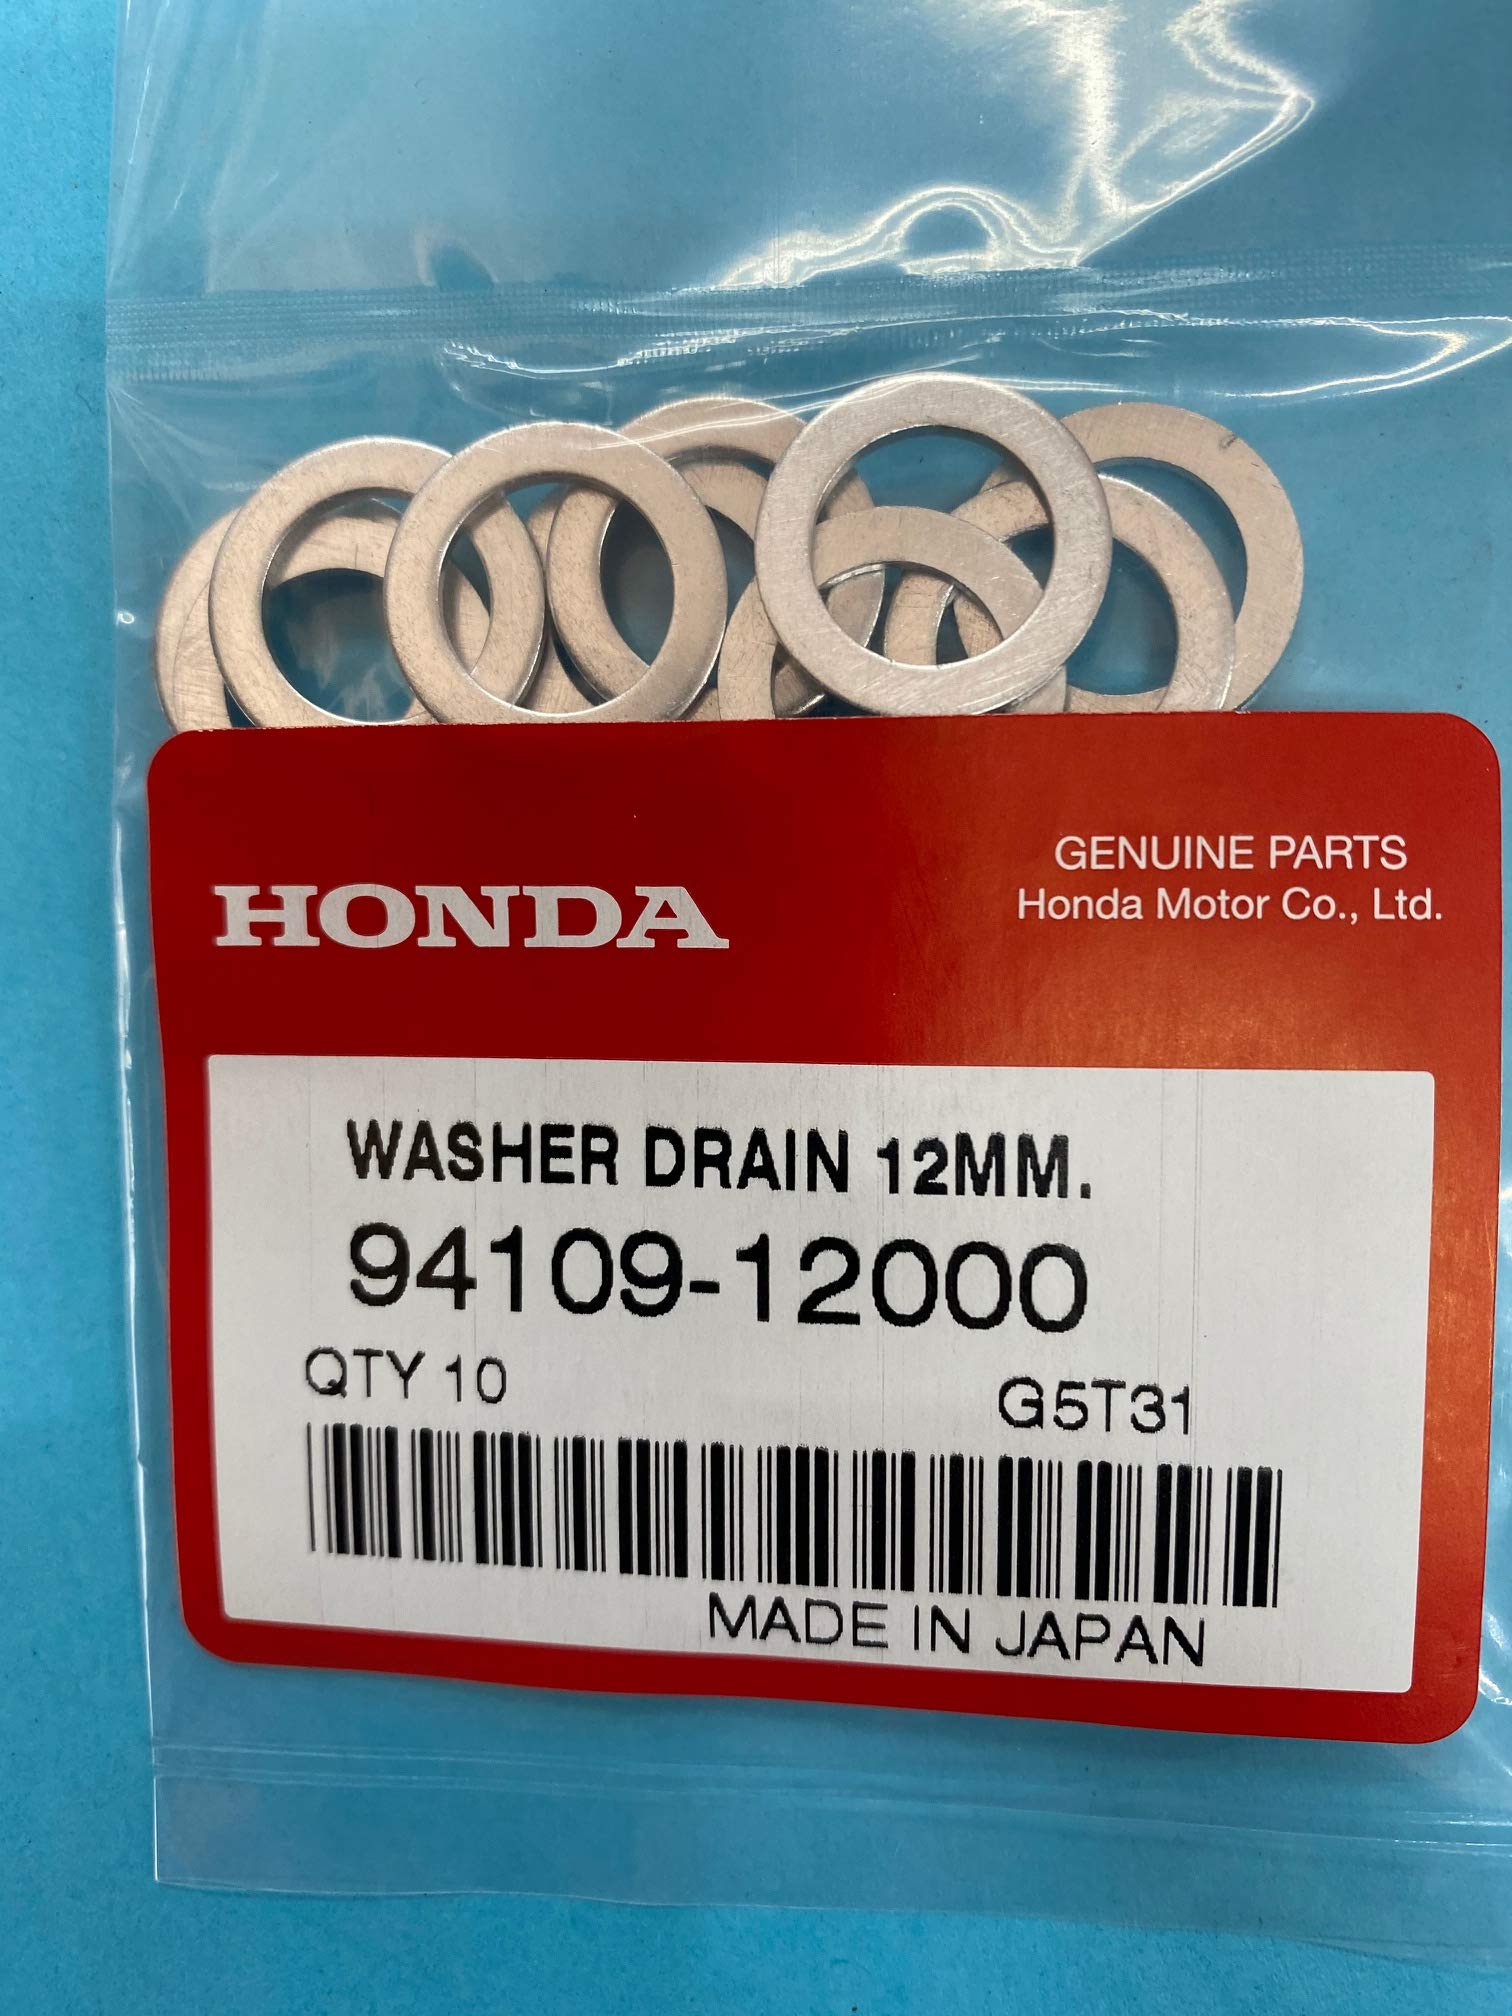 HONDA
GENUINE PARTS
Honda Motor Co., Ltd.
WASHER DRAIN 12MM.
94109-12000
QTY 10
G5T31
MADE IN JAPAN